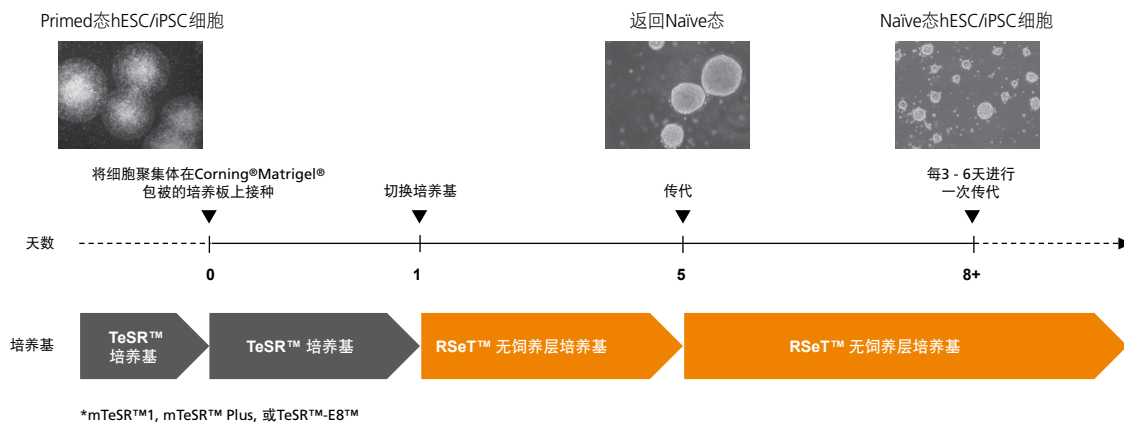 Primed态hESC/iPSC细胞
返回Naïve态
Naïve态hESC/iPSC细胞
将细胞聚集体在Corning®Matrigel®
包被的培养板上接种
切换培养基
传代
每3 - 6天进行
一次传代
天数
0
1
5
8+
培养基
TeSR™
培养基
TeSR™ 培养基
RSeT™ 无饲养层培养基
RSeT™ 无饲养层培养基
*mTeSR™1, mTeSR™ Plus, 或TeSR™-E8™